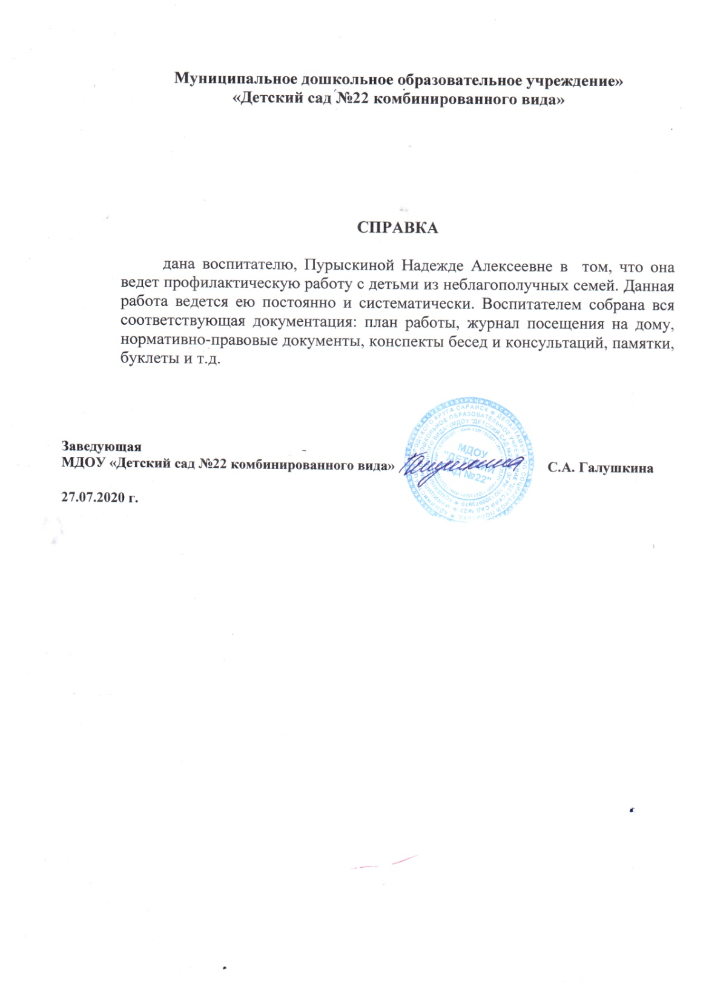 Муниципальное дошкольное образовательное учреждение»
«Детский сад №22 комбинированного вида»
СПРАВКА
дана воспитателю, Пурыскиной Надежде Алексеевне в том, что она
ведет профилактическую работу с детьми из неблагополучных семей. Данная
работа ведется ею постоянно и систематически. Воспитателем собрана вся
соответствующая документация: план работы, журнал посещения на дому,
нормативно-правовые документы, конспекты бесед и консультаций, памятки,
буклеты и т.д.
Заведующая
МДОУ «Детский сад №22 комбинированного вида»
С.А. Галушкина
27.07.2020 г.
МДОУ
"ДЕТСКИЙ
№22"